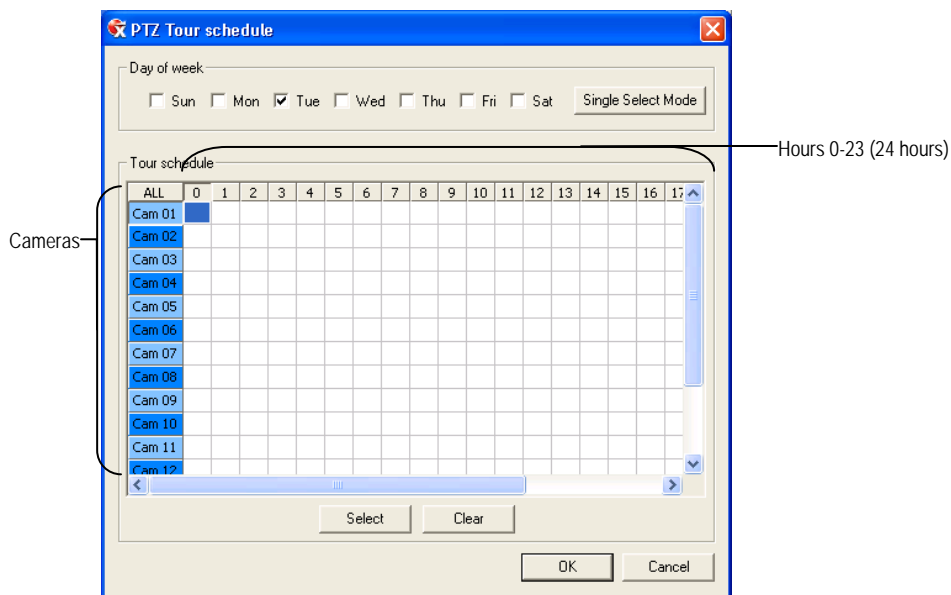 PTZ Tour schedule
Day of week
Sun Mon Tue Wed Thu Fri Sat Single Select Mode
Hours 0-23 (24 hours)
Tour schedule
ALL 0 1 2 3 4 5 6 7 8 9 10 11 12 13 14 15 16 17
Cam 01
Cameras
Cam 02
Cam 03
Cam 04
Cam 05
Cam 06
Cam 07
Cam 08
Cam 09
Cam 10
Cam 11
Cam 12
Select Clear
OK Cancel